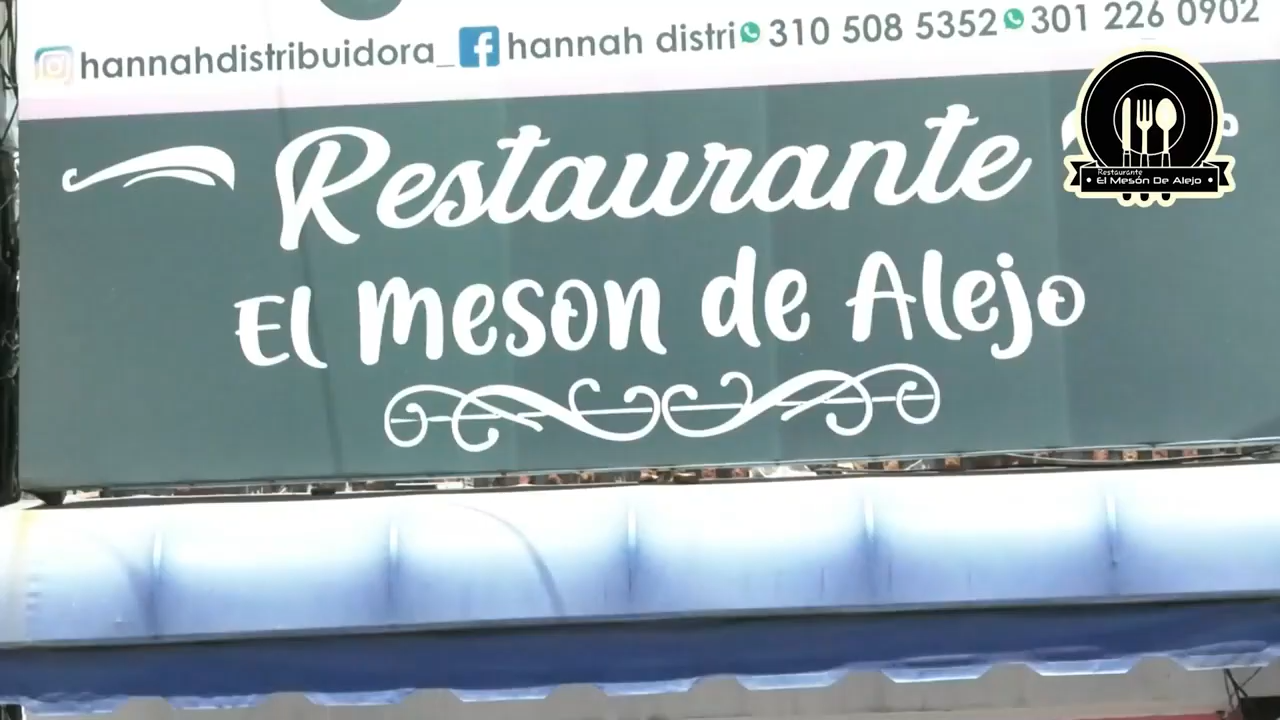 hannahdistribuidora_ hannah distri 310 508 5352 301 226 0902
Restaurante
El meson de Alejo
Restaurante
El Mesón De Alejo